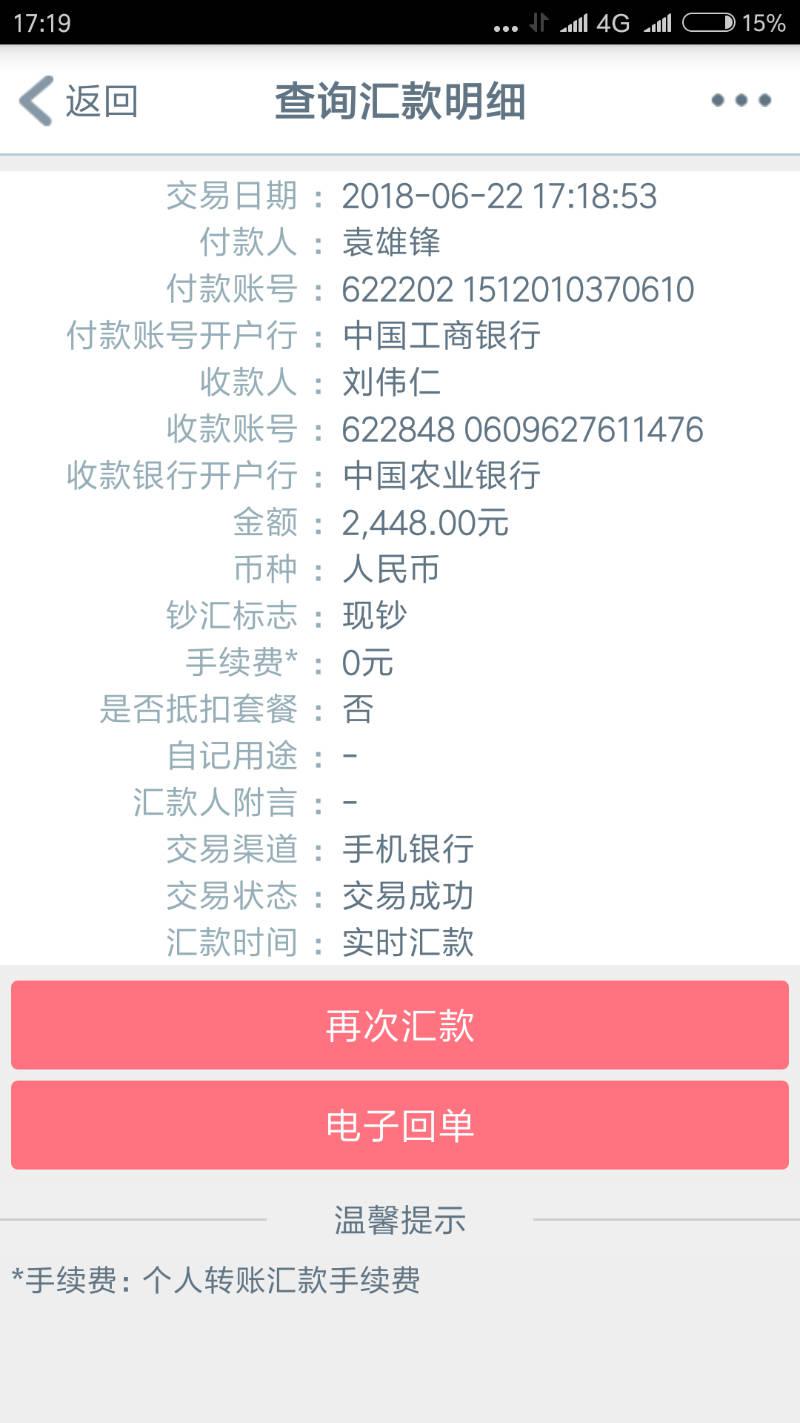 17:19 4G 15%
返回 查询汇款明细
交易日期 : 2018-06-22 17:18:53
付款人 : 袁雄锋
付款账号 : 622202 1512010370610
付款账号开户行 : 中国工商银行
收款人 : 刘伟仁
收款账号 : 622848 0609627611476
收款银行开户行 : 中国农业银行
金额 : 2,448.00元
币种 : 人民币
钞汇标志 : 现钞
手续费* : 0元
是否抵扣套餐 : 否
自记用途 : -
汇款人附言 : -
交易渠道 : 手机银行
交易状态 : 交易成功
汇款时间 : 实时汇款
再次汇款
电子回单
温馨提示
*手续费: 个人转账汇款手续费